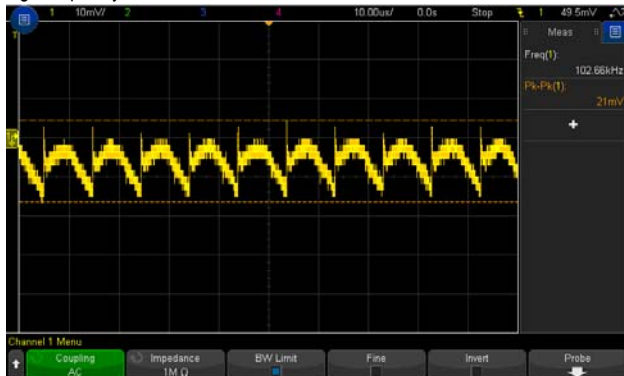 1 10mV/ 2 3 4 10.00us/ 0.0s Stop 1 49.5mV
Meas
Freq(1):
102.66kHz
Pk-Pk(1):
21mV
Channel 1 Menu
Coupling Impedance BW Limit Fine Invert Probe
AC 1M Ω